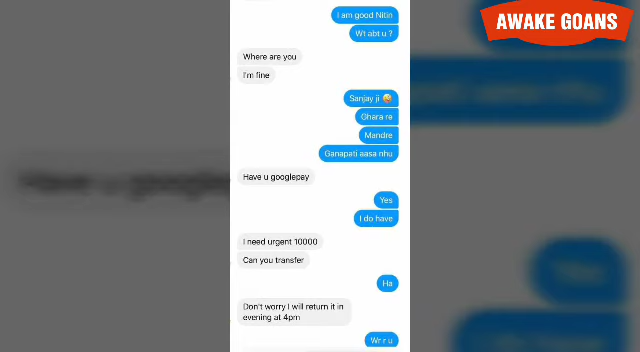 AWAKE GOANS
I am good Nitin
Wt abt u ?
Where are you
I'm fine
Sanjay ji 🤪
Ghara re
Mandre
Ganapati aasa nhu
Have u googlepay
Yes
I do have
I need urgent 10000
Can you transfer
Ha
Don't worry I will return it in
evening at 4pm
Wr r u